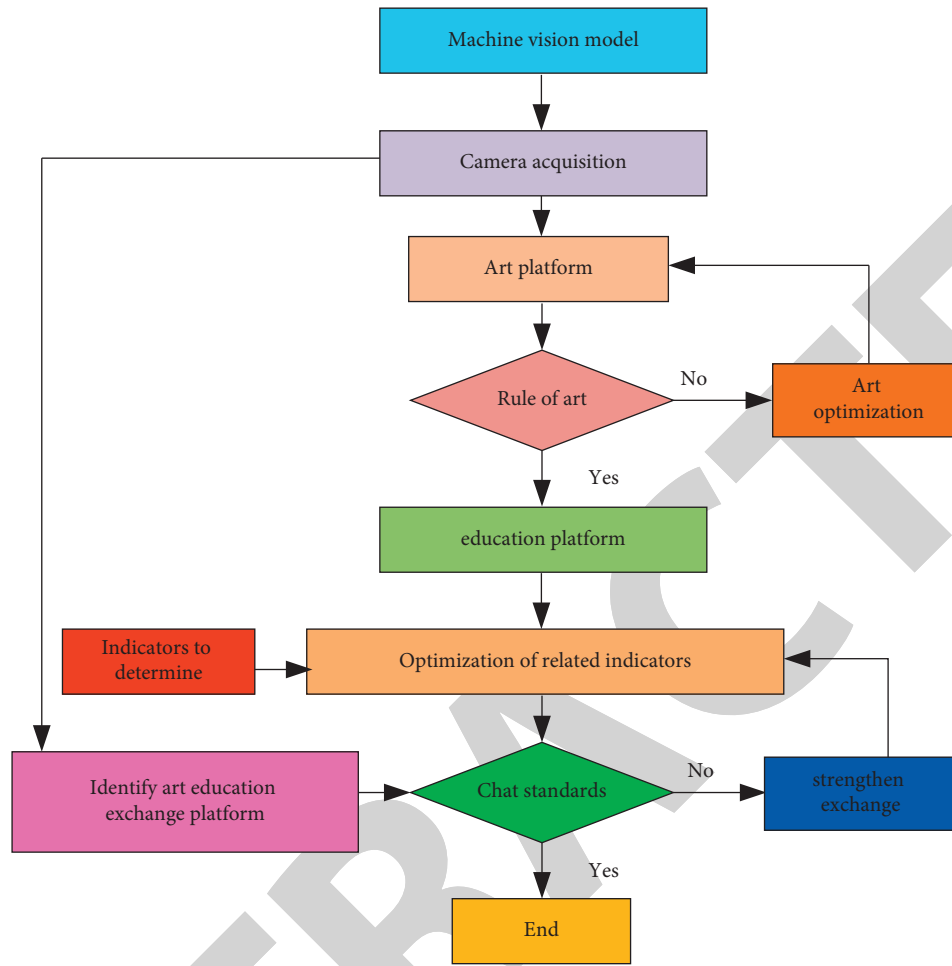 Machine vision model
Camera acquisition
Art platform
Rule of art
No
Art
optimization
Yes
education platform
Indicators to
determine
Optimization of related indicators
Identify art education
exchange platform
Chat standards
No
strengthen
exchange
Yes
End